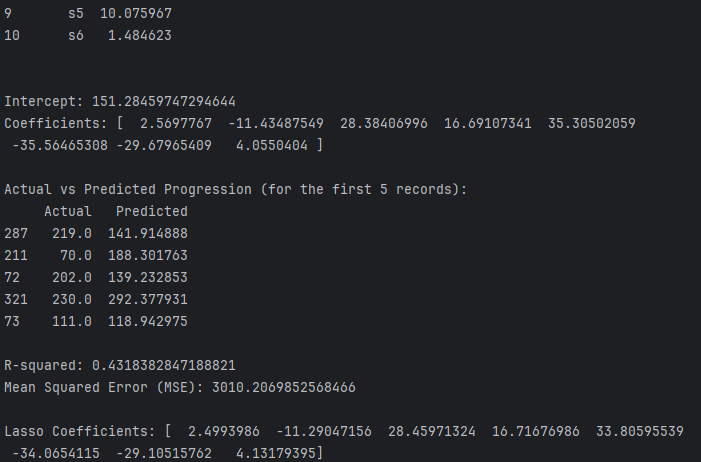 9 s5 10.075967
10 s6 1.484623
Intercept: 151.28459747294644
Coefficients: [ 2.5697767 -11.43487549 28.38406996 16.69107341 35.30502059
-35.56465308 -29.67965409 4.0550404 ]
Actual vs Predicted Progression (for the first 5 records):
Actual Predicted
287 219.0 141.914888
211 70.0 188.301763
72 202.0 139.232853
321 230.0 292.377931
73 111.0 118.942975
R-squared: 0.4318382847188821
Mean Squared Error (MSE): 3010.2069852568466
Lasso Coefficients: [ 2.4993986 -11.29047156 28.45971324 16.71676986 33.80595539
-34.0654115 -29.10515762 4.13179395]